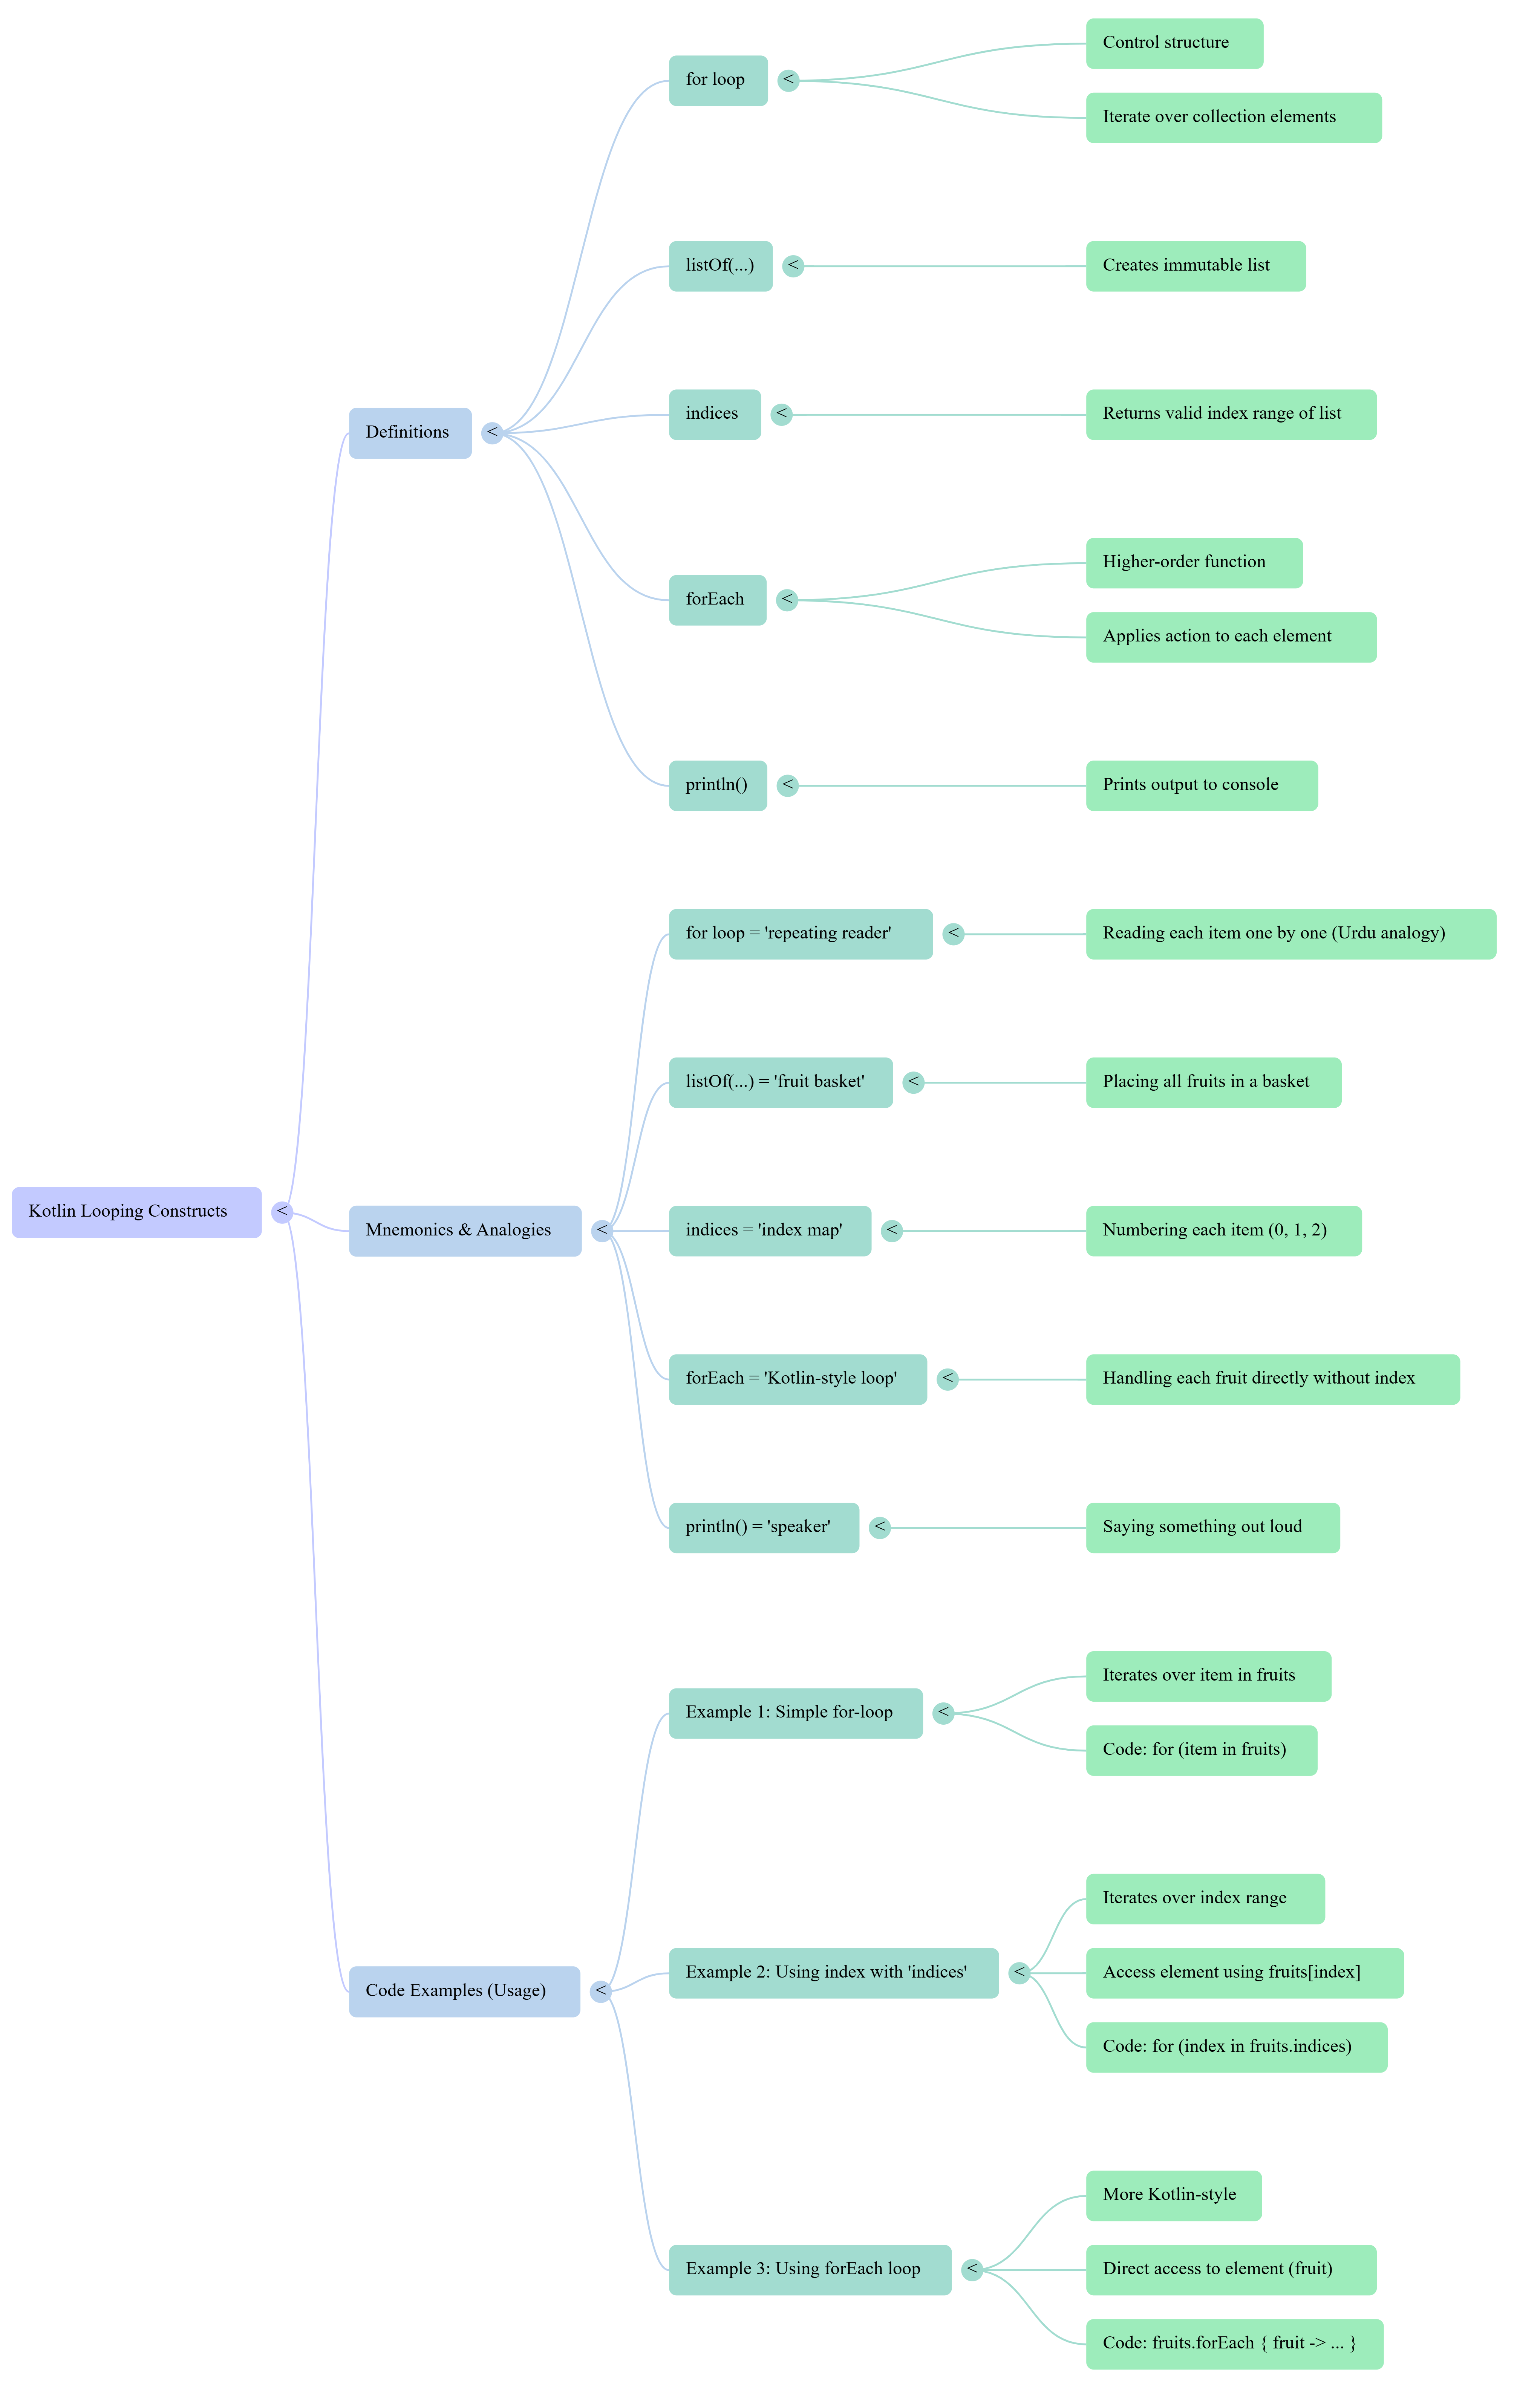 Kotlin Looping Constructs
<
Definitions
<
for loop
<
Control structure
Iterate over collection elements
listOf(...)
<
Creates immutable list
indices
<
Returns valid index range of list
forEach
<
Higher-order function
Applies action to each element
println()
<
Prints output to console
Mnemonics & Analogies
<
for loop = 'repeating reader'
<
Reading each item one by one (Urdu analogy)
listOf(...) = 'fruit basket'
<
Placing all fruits in a basket
indices = 'index map'
<
Numbering each item (0, 1, 2)
forEach = 'Kotlin-style loop'
<
Handling each fruit directly without index
println() = 'speaker'
<
Saying something out loud
Code Examples (Usage)
<
Example 1: Simple for-loop
<
Iterates over item in fruits
Code: for (item in fruits)
Example 2: Using index with 'indices'
<
Iterates over index range
Access element using fruits[index]
Code: for (index in fruits.indices)
Example 3: Using forEach loop
<
More Kotlin-style
Direct access to element (fruit)
Code: fruits.forEach { fruit -> ... }